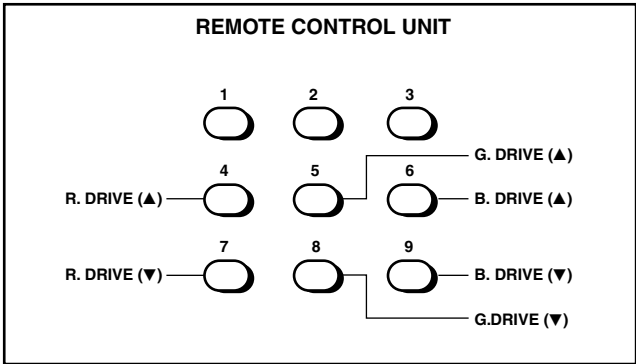 REMOTE CONTROL UNIT
1 2 3
G. DRIVE (▲)
4 5 6
R. DRIVE (▲) B. DRIVE (▲)
7 8 9
R. DRIVE (▼) B. DRIVE (▼)
G.DRIVE (▼)